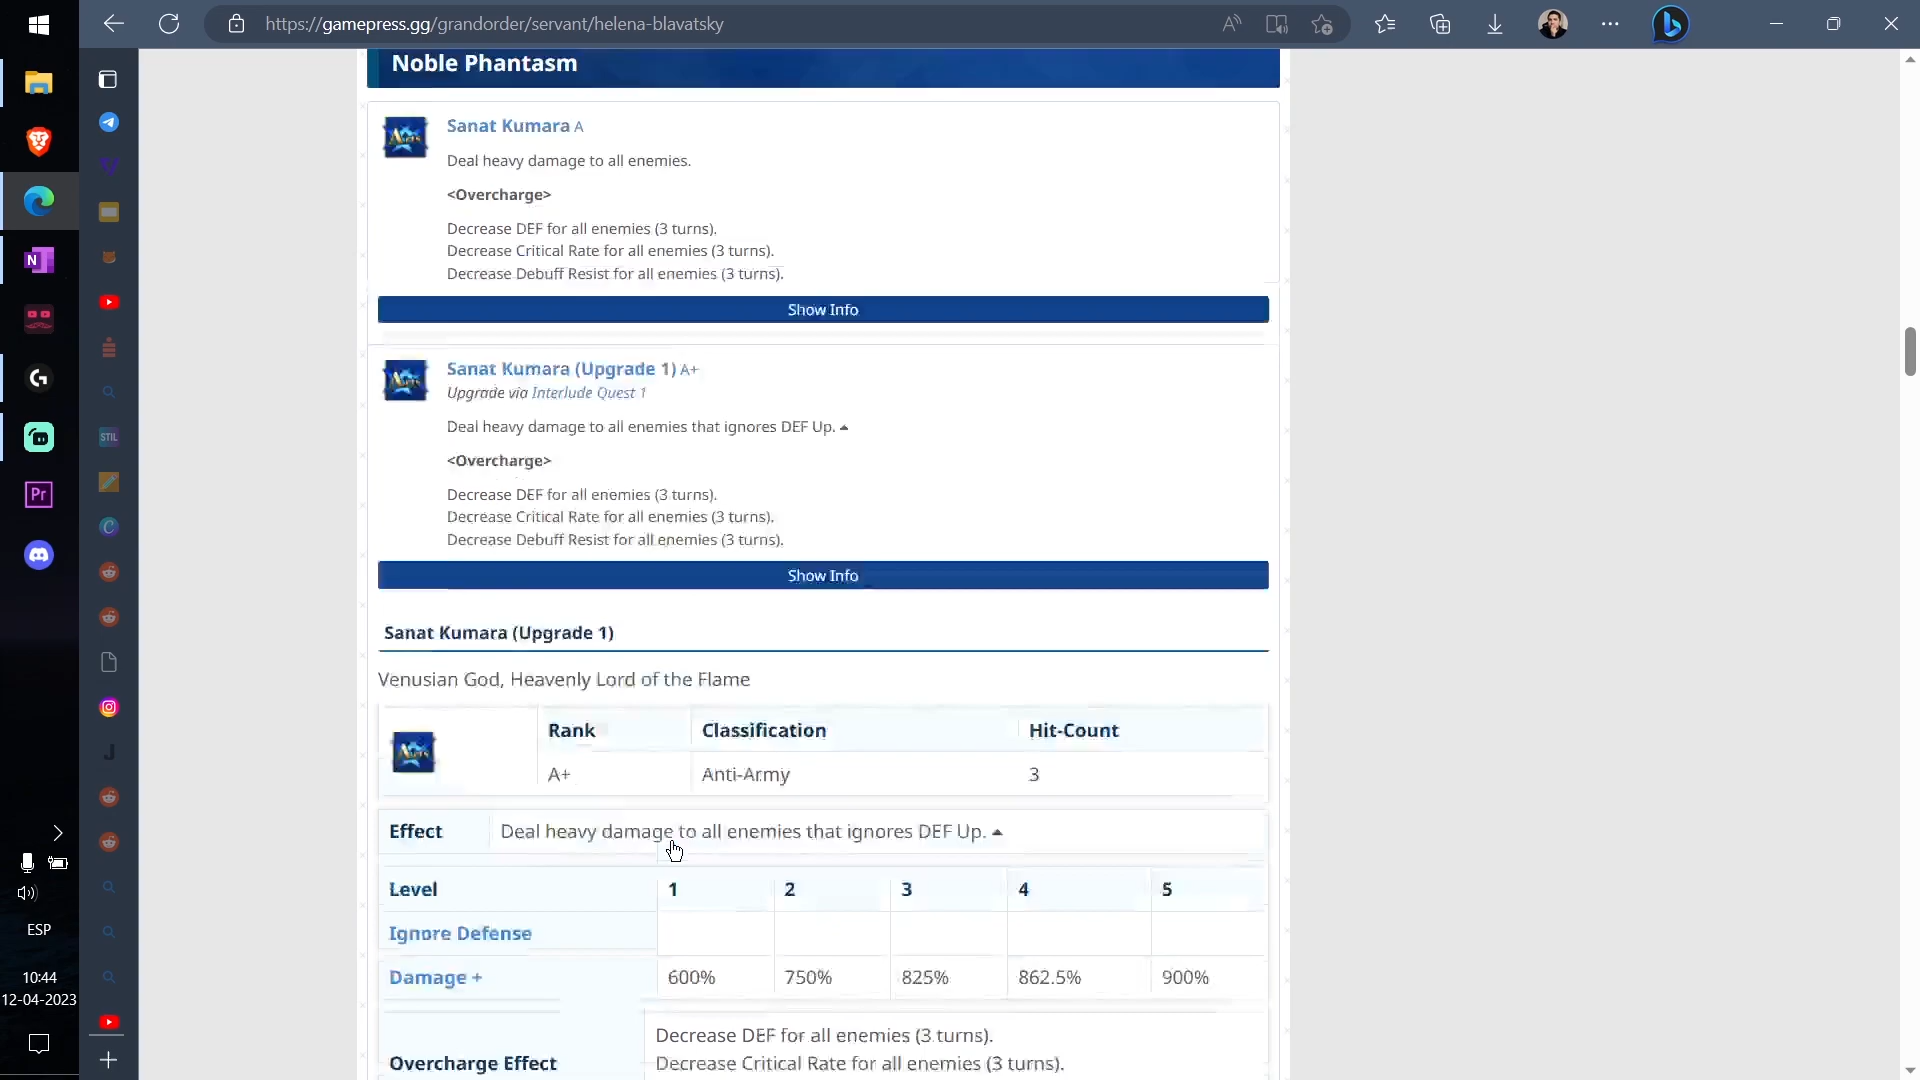 https://gamepress.gg/grandorder/servant/helena-blavatsky
Noble Phantasm
Arts
Sanat Kumara A
Deal heavy damage to all enemies.
<Overcharge>
Decrease DEF for all enemies (3 turns).
Decrease Critical Rate for all enemies (3 turns).
Decrease Debuff Resist for all enemies (3 turns).
Show Info
Arts
Sanat Kumara (Upgrade 1) A+
Upgrade via Interlude Quest 1
Deal heavy damage to all enemies that ignores DEF Up.
<Overcharge>
Decrease DEF for all enemies (3 turns).
Decrease Critical Rate for all enemies (3 turns).
Decrease Debuff Resist for all enemies (3 turns).
Show Info
Sanat Kumara (Upgrade 1)
Venusian God, Heavenly Lord of the Flame
Arts
Rank Classification Hit-Count
A+ Anti-Army 3
Effect Deal heavy damage to all enemies that ignores DEF Up.
Level 1 2 3 4 5
Ignore Defense
Damage + 600% 750% 825% 862.5% 900%
Overcharge Effect
Decrease DEF for all enemies (3 turns).
Decrease Critical Rate for all enemies (3 turns).
N
Pr
STIL
C
J
ESP
10:44
12-04-2023